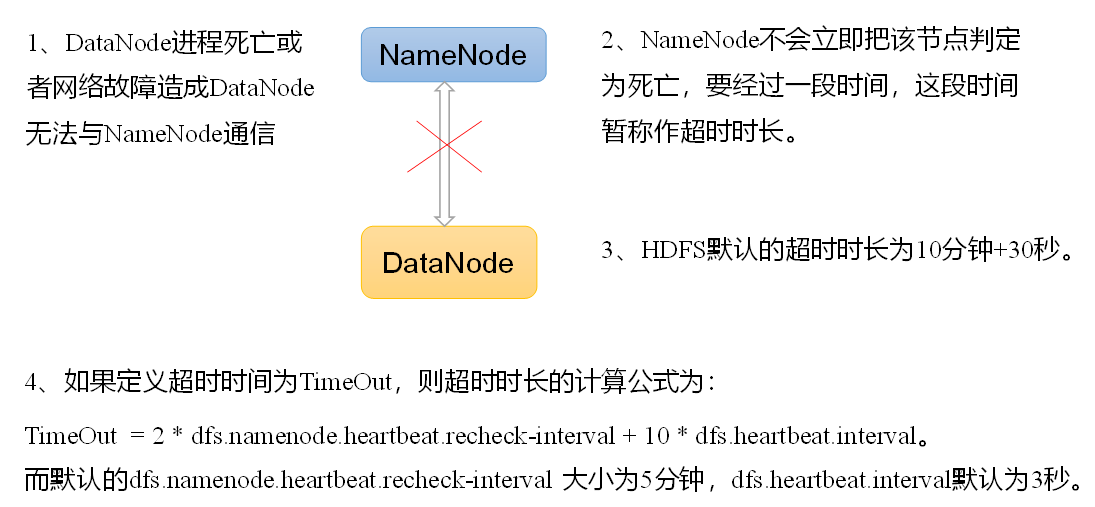 1、DataNode进程死亡或
者网络故障造成DataNode
无法与NameNode通信
NameNode
DataNode
2、NameNode不会立即把该节点判定
为死亡，要经过一段时间，这段时间
暂称作超时时长。
3、HDFS默认的超时时长为10分钟+30秒。
4、如果定义超时时间为TimeOut，则超时时长的计算公式为：
TimeOut = 2 * dfs.namenode.heartbeat.recheck-interval + 10 * dfs.heartbeat.interval。
而默认的dfs.namenode.heartbeat.recheck-interval 大小为5分钟，dfs.heartbeat.interval默认为3秒。